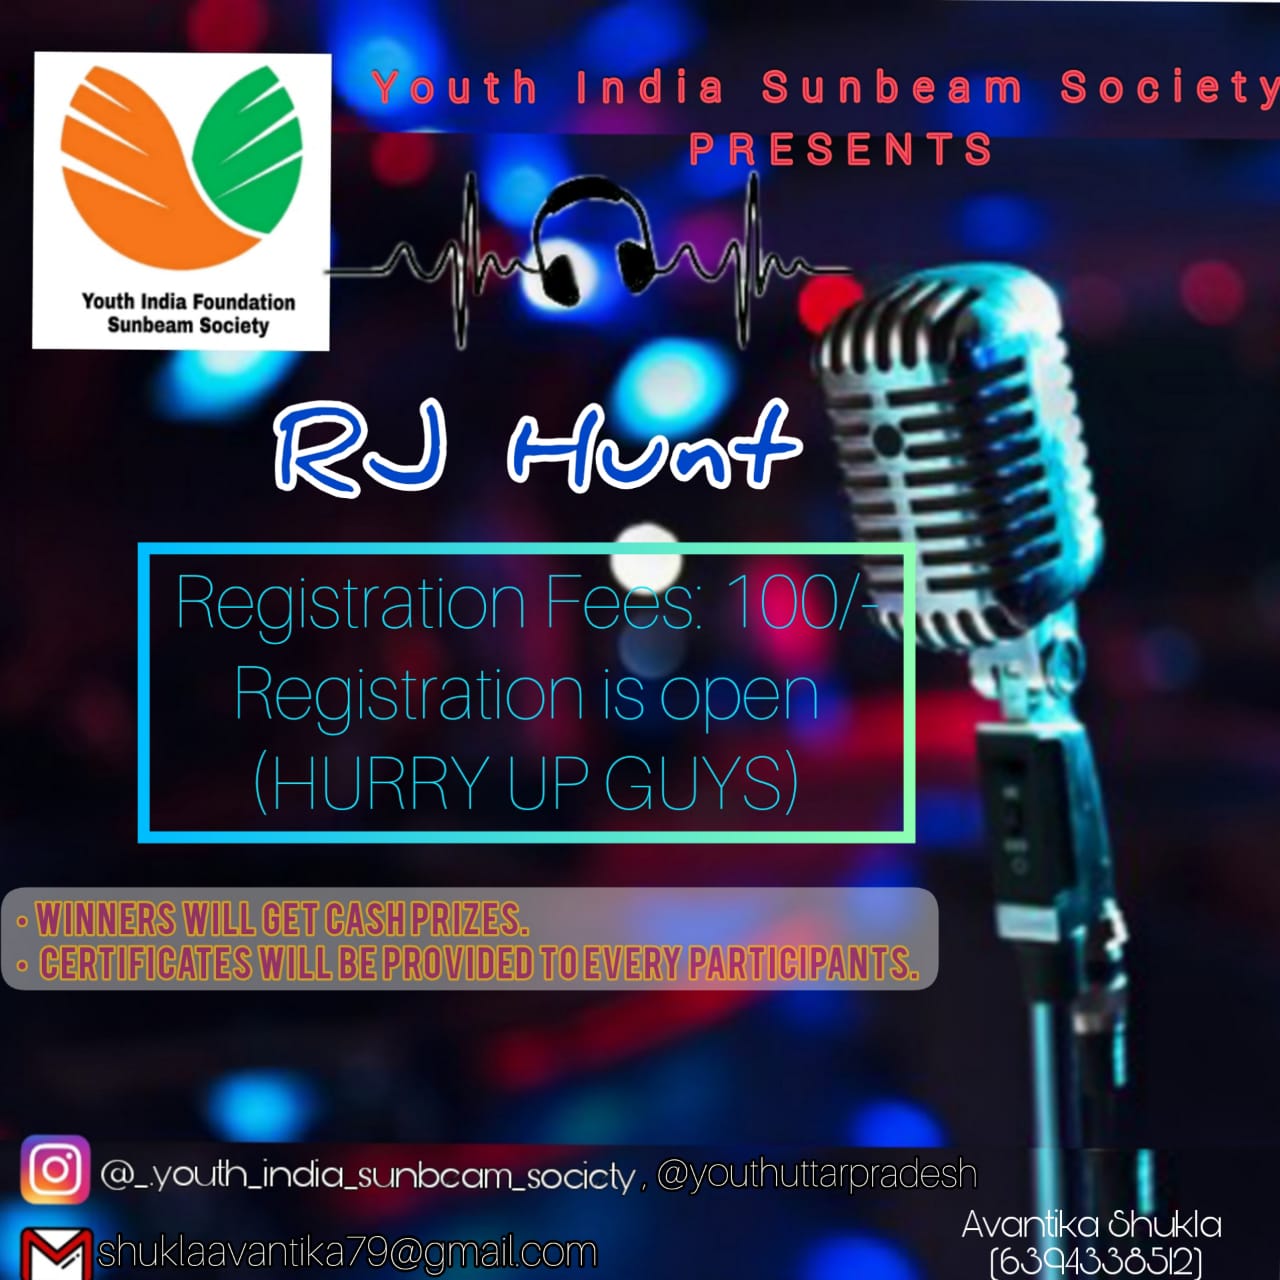 Youth India Sunbeam Society
PRESENTS
Youth India Foundation
Sunbeam Society
RJ Hunt
Registration Fees: 100/-
Registration is open
(HURRY UP GUYS)
• WINNERS WILL GET CASH PRIZES.
• CERTIFICATES WILL BE PROVIDED TO EVERY PARTICIPANTS.
@_.youth_india_sunbeam_society, @youthuttarpradesh
shuklaavantika79@gmail.com
Avantika Shukla
(6394338512)